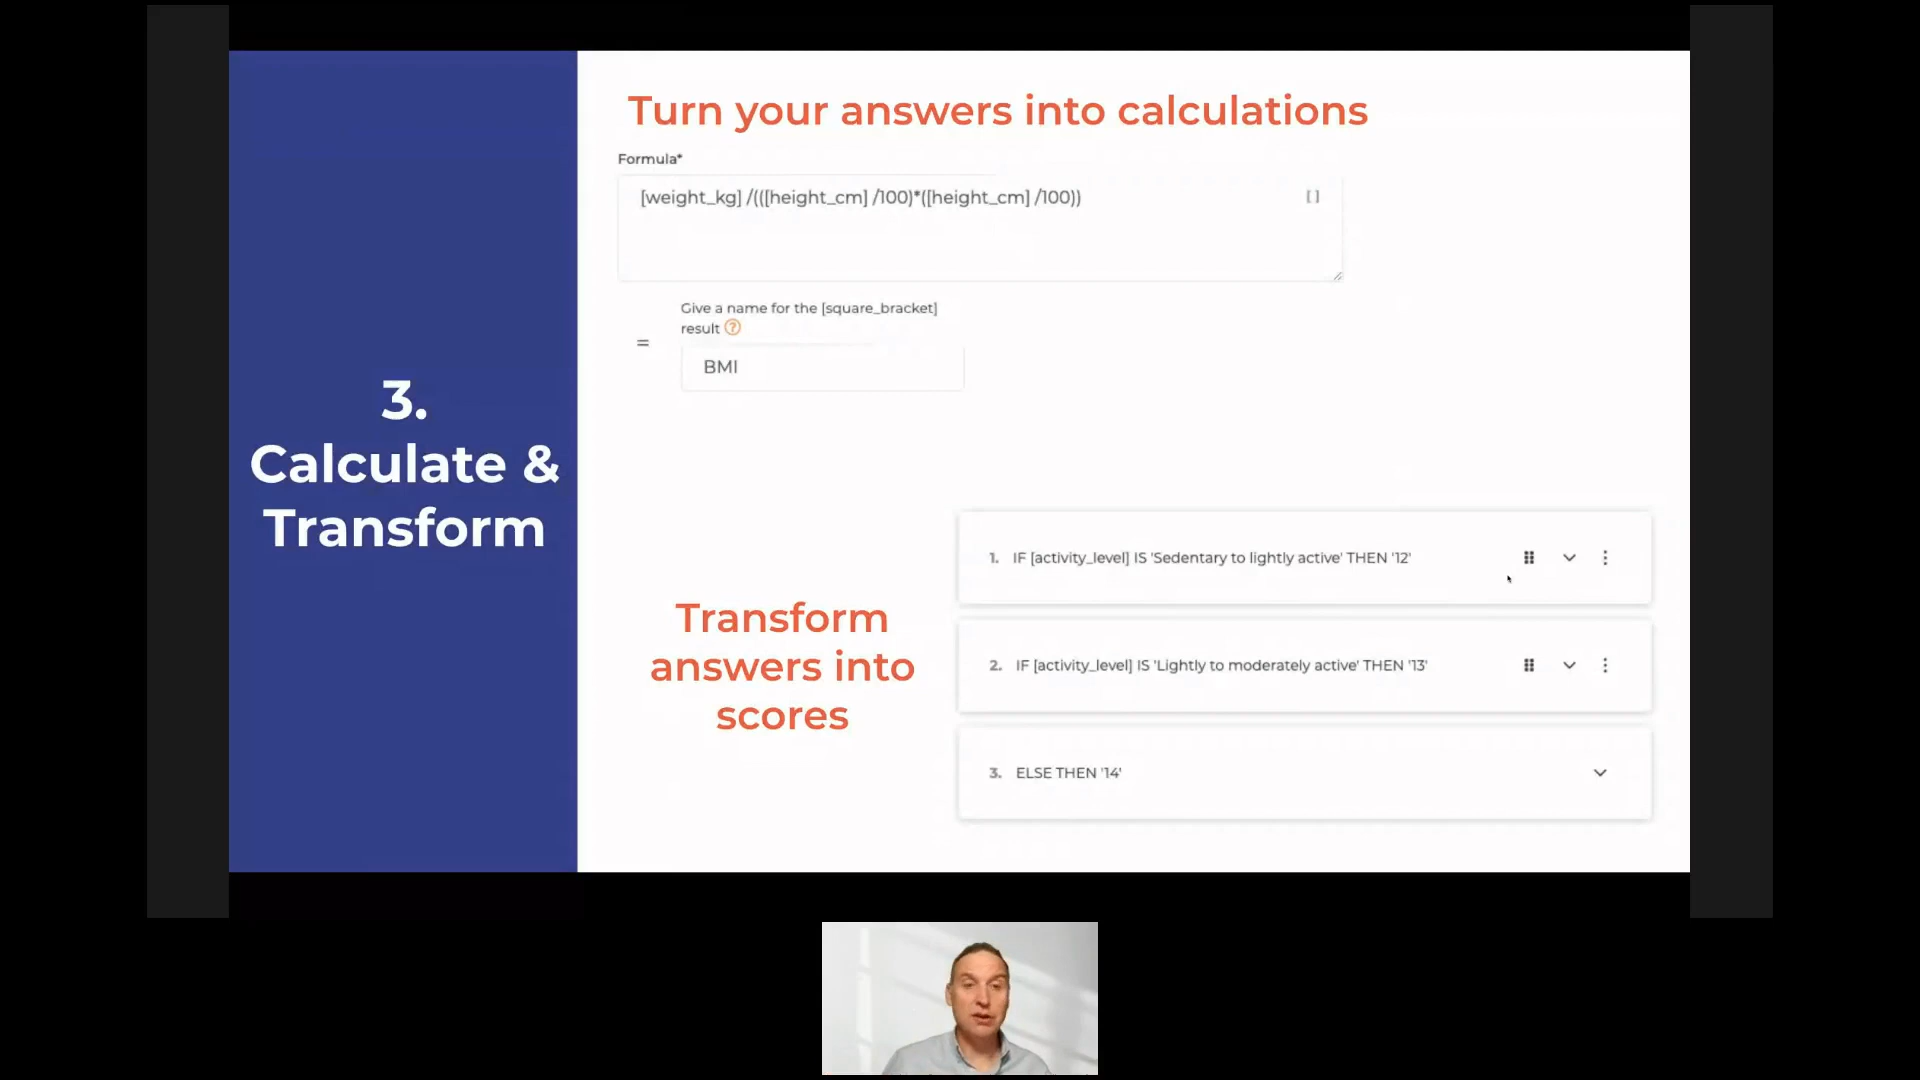 3.
Calculate &
Transform
Turn your answers into calculations
Formula*
[weight_kg] /(([height_cm] /100)*([height_cm] /100))
[ ]
Give a name for the [square_bracket]
result ?
=
BMI
Transform
answers into
scores
1. IF [activity_level] IS 'Sedentary to lightly active' THEN '12'
2. IF [activity_level] IS 'Lightly to moderately active' THEN '13'
3. ELSE THEN '14'